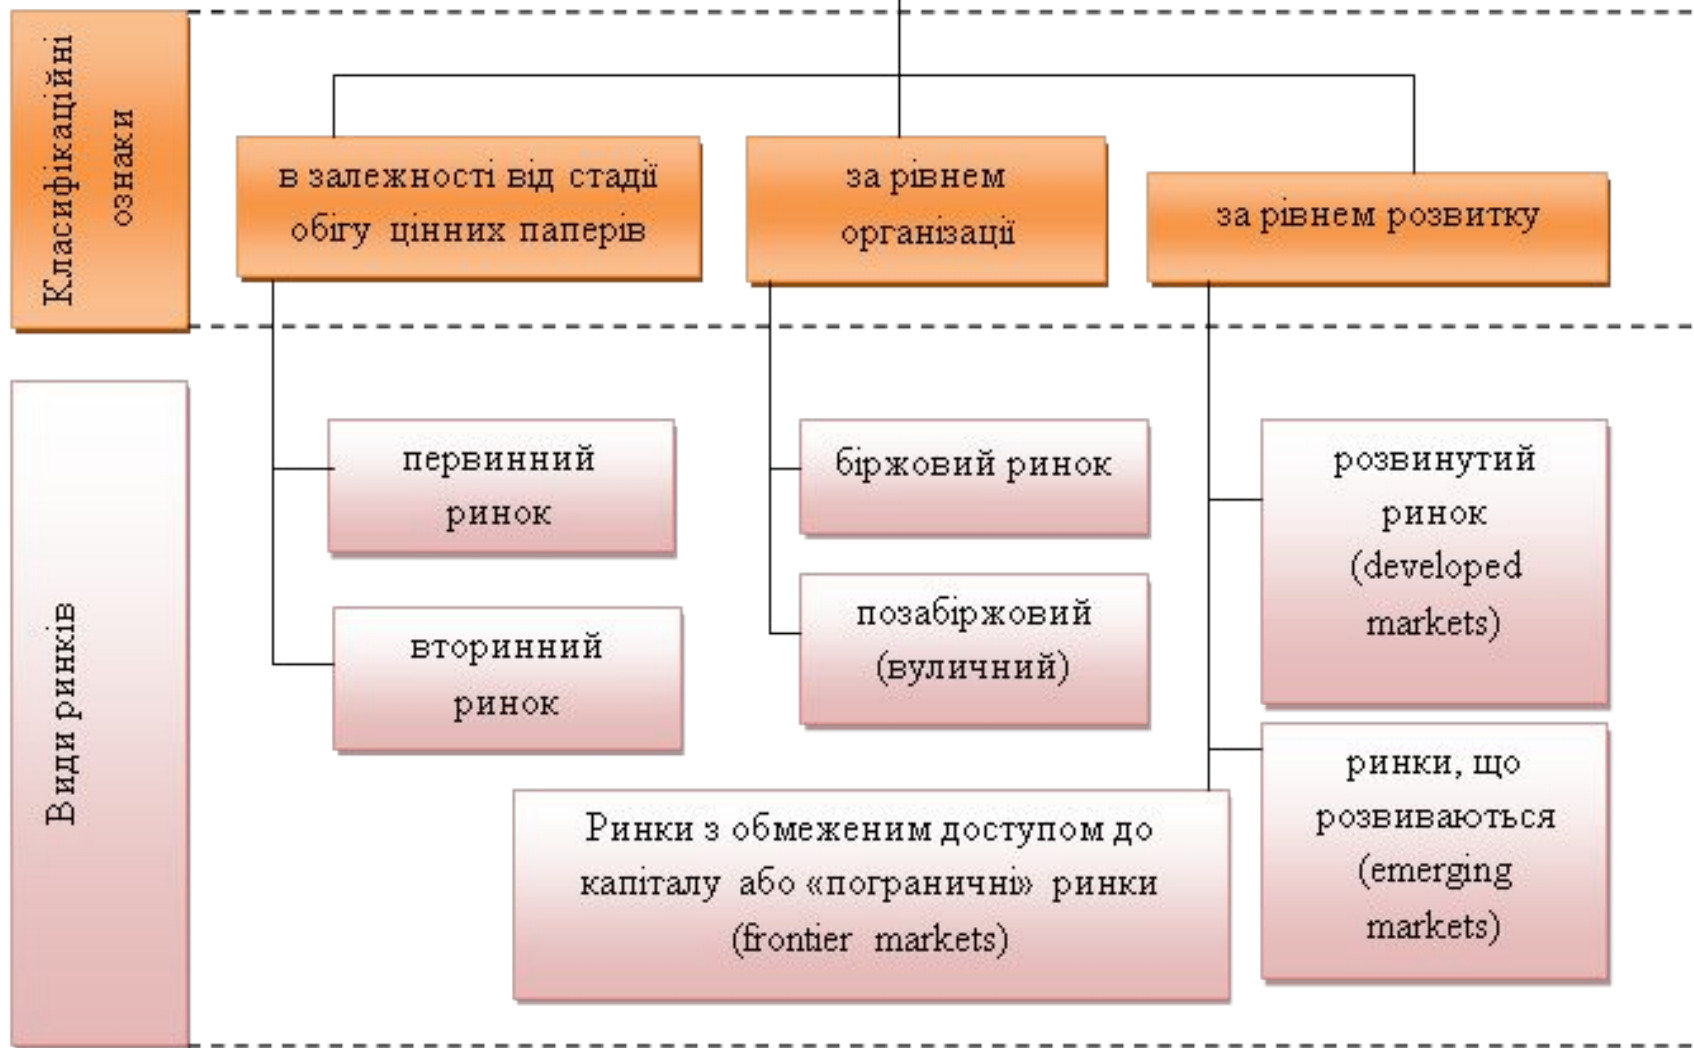 Класифікаційні
ознаки
в залежності від стадії
обігу цінних паперів
за рівнем
організації
за рівнем розвитку
Види ринків
первинний
ринок
вторинний
ринок
біржовий ринок
позабіржовий
(вуличний)
розвинутий
ринок
(developed
markets)
ринки, що
розвиваються
(emerging
markets)
Ринки з обмеженим доступом до
капіталу або «пограничні» ринки
(frontier markets)